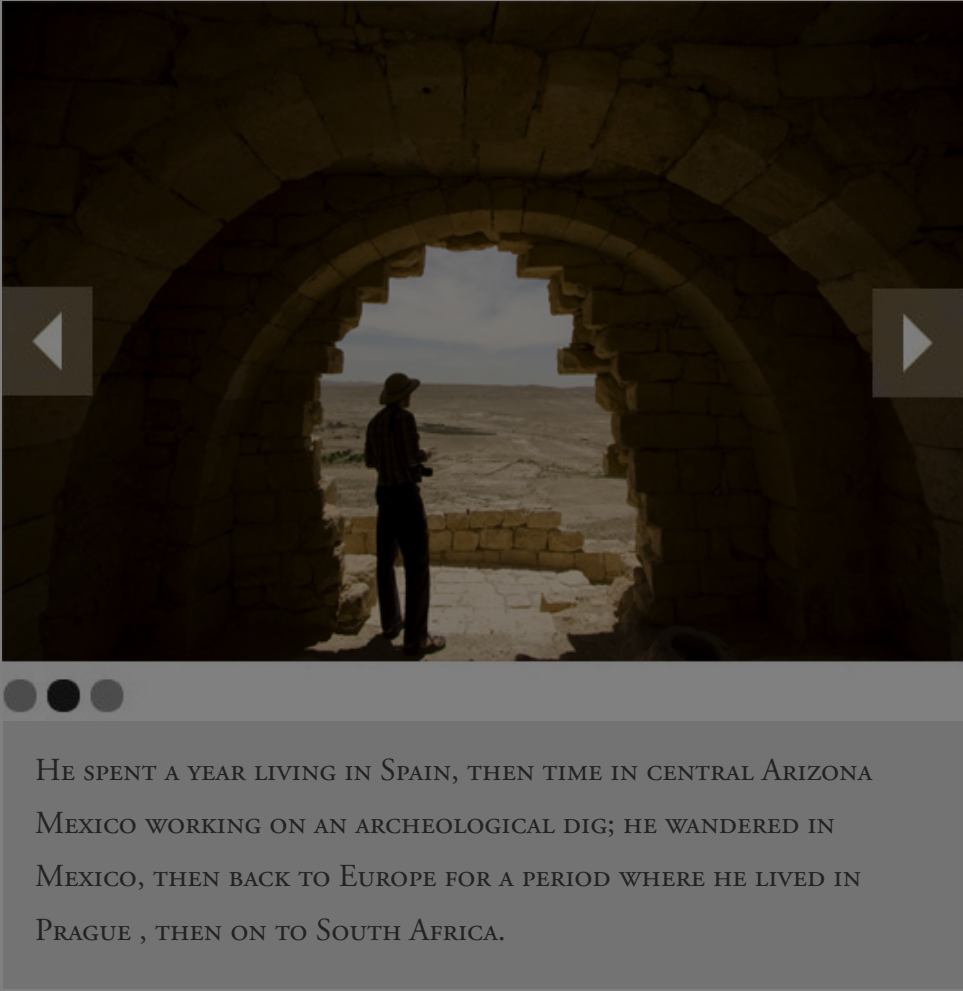 He spent a year living in Spain, then time in central Arizona
Mexico working on an archeological dig; he wandered in
Mexico, then back to Europe for a period where he lived in
Prague , then on to South Africa.